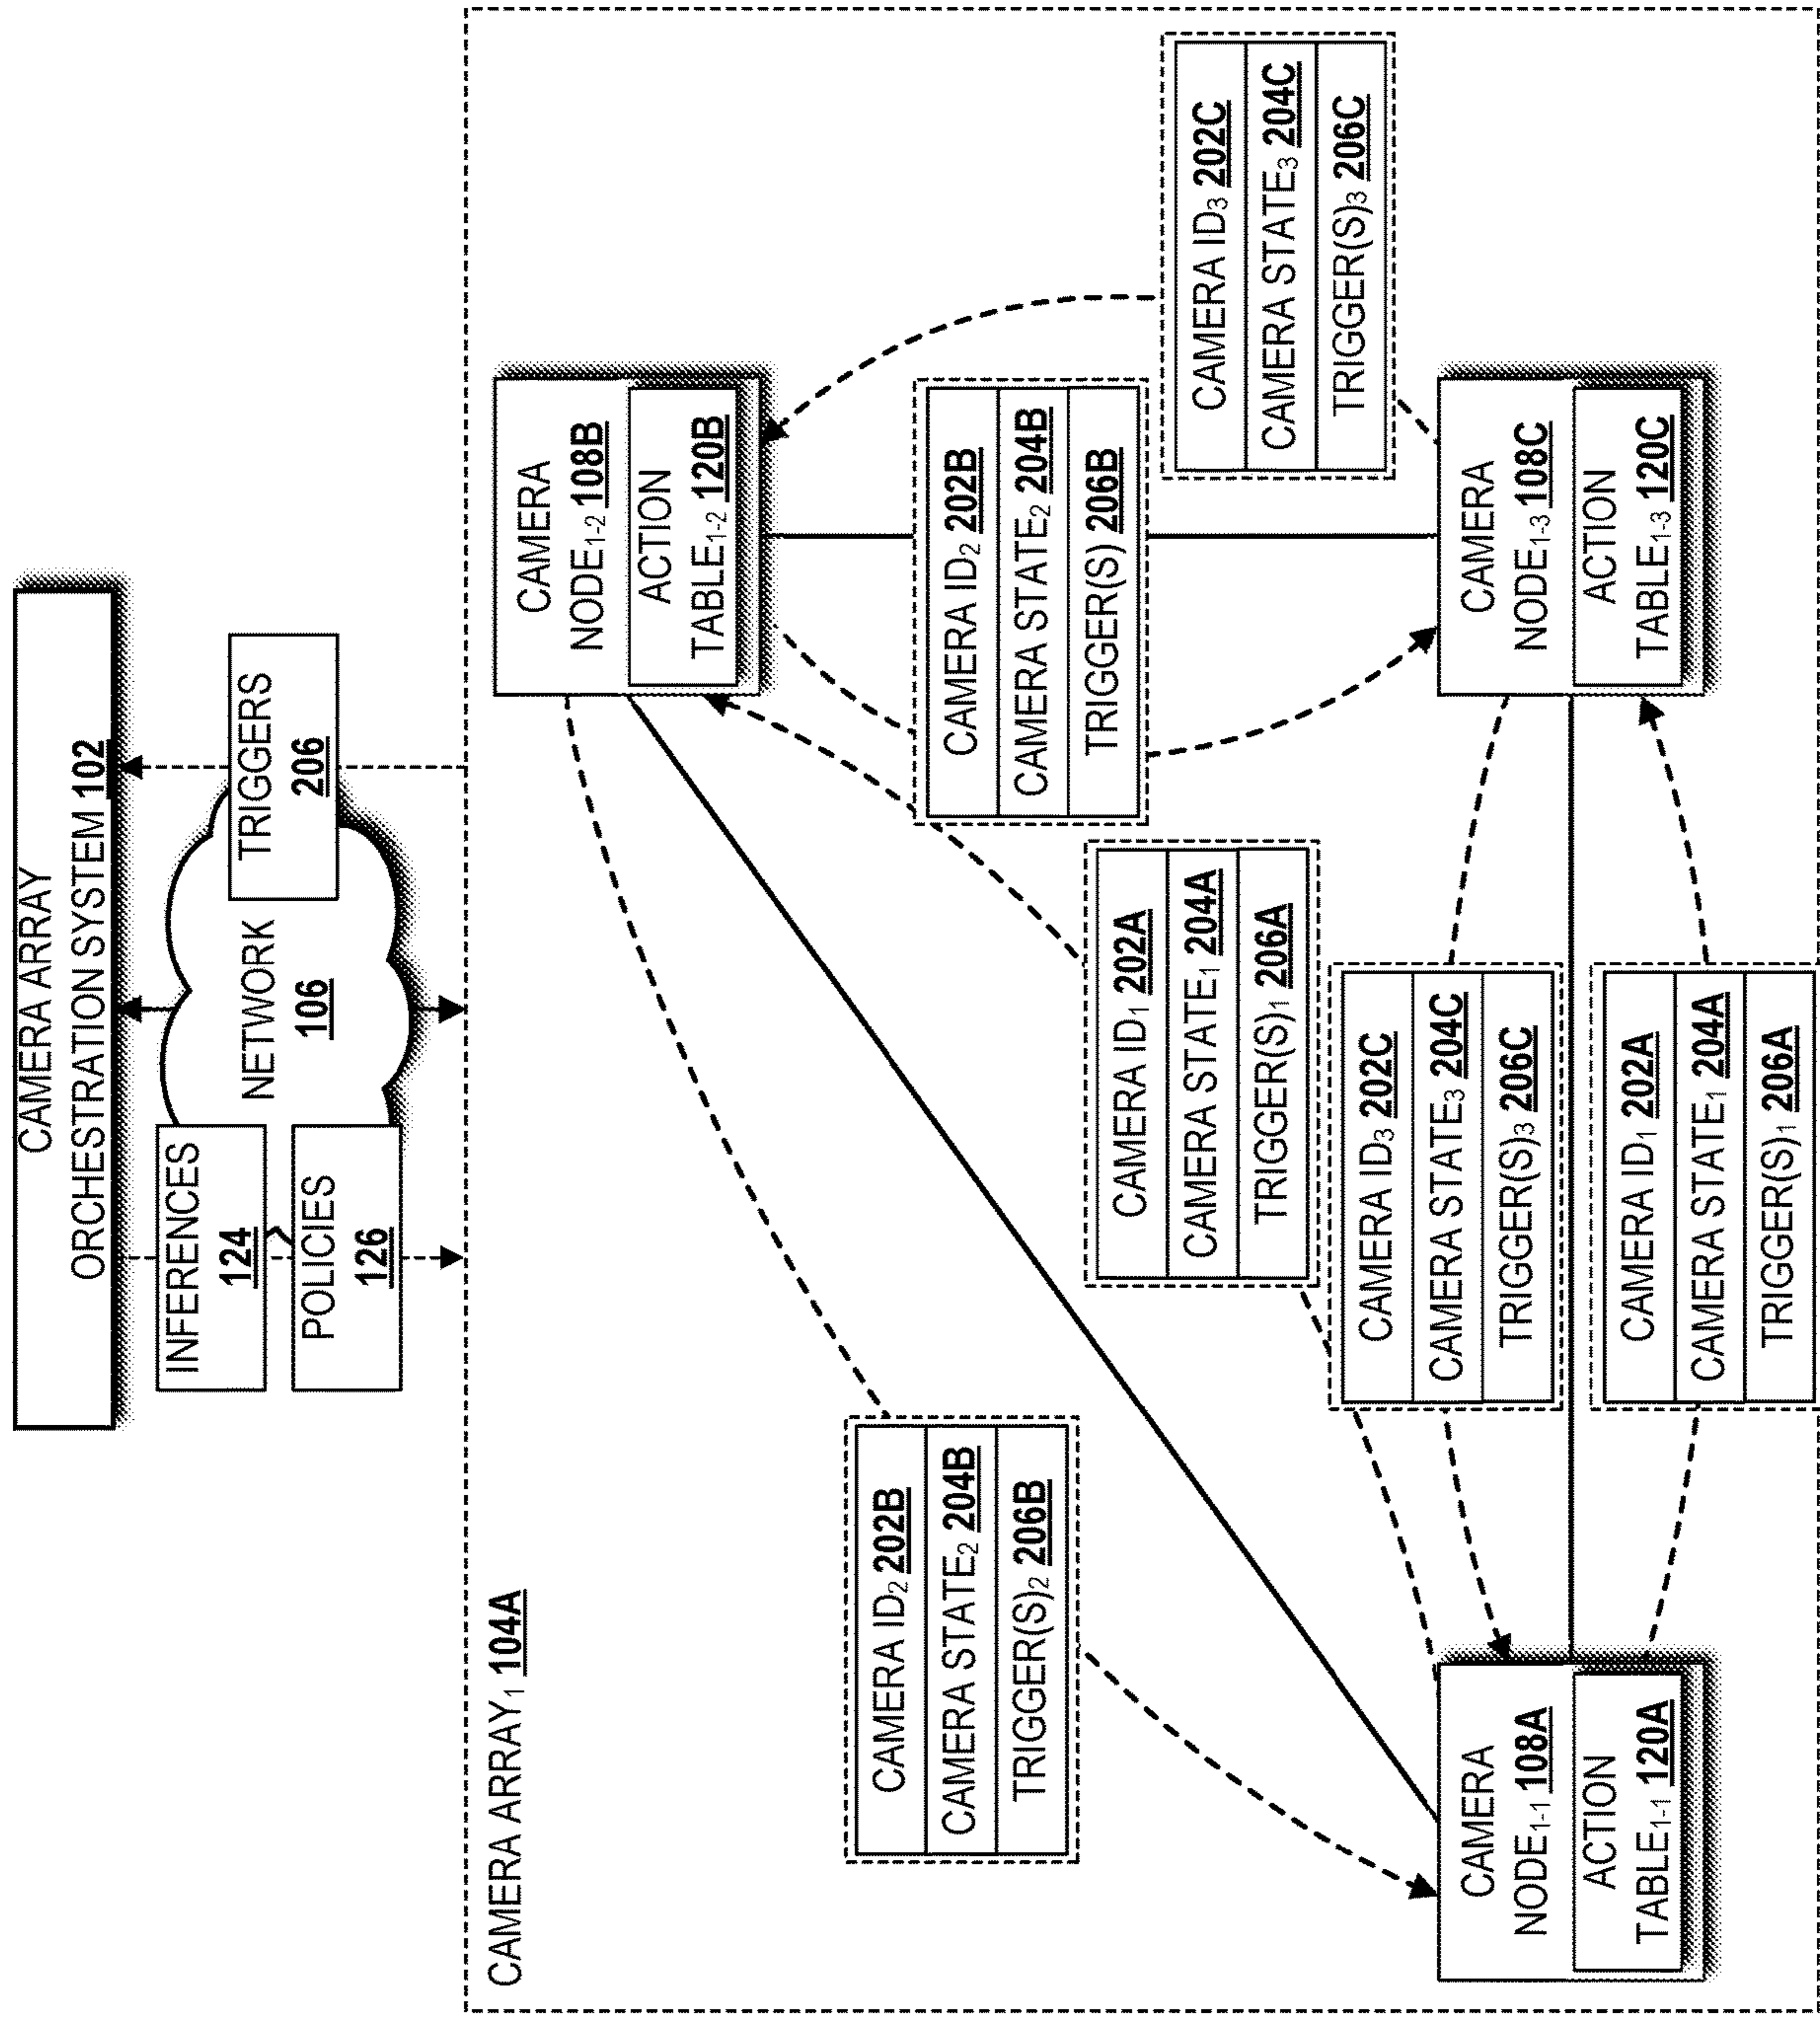 CAMERA ARRAY
ORCHESTRATION SYSTEM 102
INFERENCES
124
POLICIES
126
NETWORK
106
TRIGGERS
206
CAMERA ARRAY₁ 104A
CAMERA
NODE₁₋₂ 108B
ACTION
TABLE₁₋₂ 120B
CAMERA ID₂ 202B
CAMERA STATE₂ 204B
TRIGGER(S)₂ 206B
CAMERA ID₂ 202B
CAMERA STATE₂ 204B
TRIGGER(S) 206B
CAMERA ID₃ 202C
CAMERA STATE₃ 204C
TRIGGER(S)₃ 206C
CAMERA ID₁ 202A
CAMERA STATE₁ 204A
TRIGGER(S)₁ 206A
CAMERA ID₃ 202C
CAMERA STATE₃ 204C
TRIGGER(S)₃ 206C
CAMERA ID₁ 202A
CAMERA STATE₁ 204A
TRIGGER(S)₁ 206A
CAMERA
NODE₁₋₁ 108A
ACTION
TABLE₁₋₁ 120A
CAMERA
NODE₁₋₃ 108C
ACTION
TABLE₁₋₃ 120C